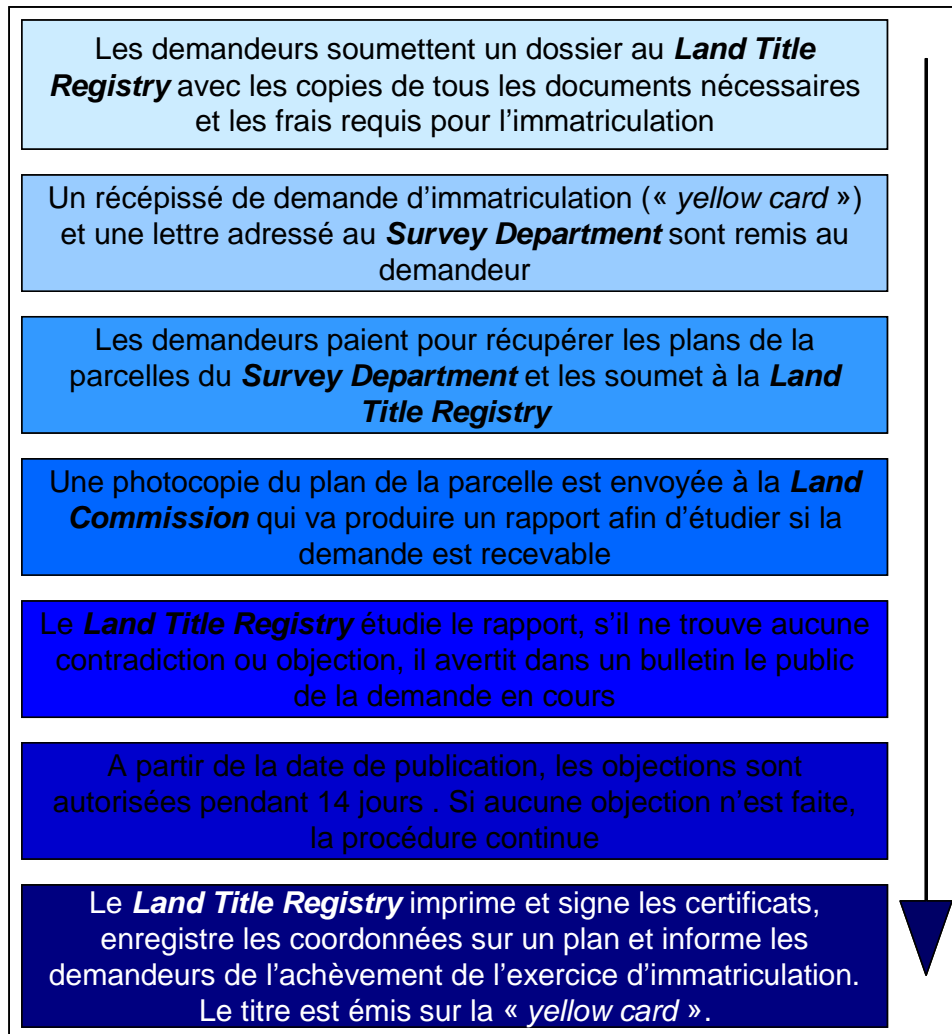 Les demandeurs soumettent un dossier au Land Title
Registry avec les copies de tous les documents nécessaires
et les frais requis pour l'immatriculation
Un récépissé de demande d'immatriculation (« yellow card »)
et une lettre adressé au Survey Department sont remis au
demandeur
Les demandeurs paient pour récupérer les plans de la
parcelles du Survey Department et les soumet à la Land
Title Registry
Une photocopie du plan de la parcelle est envoyée à la Land
Commission qui va produire un rapport afin d'étudier si la
demande est recevable
Le Land Title Registry étudie le rapport, s'il ne trouve aucune
contradiction ou objection, il avertit dans un bulletin le public
de la demande en cours
A partir de la date de publication, les objections sont
autorisées pendant 14 jours . Si aucune objection n'est faite,
la procédure continue
Le Land Title Registry imprime et signe les certificats,
enregistre les coordonnées sur un plan et informe les
demandeurs de l'achèvement de l'exercice d'immatriculation.
Le titre est émis sur la « yellow card ».